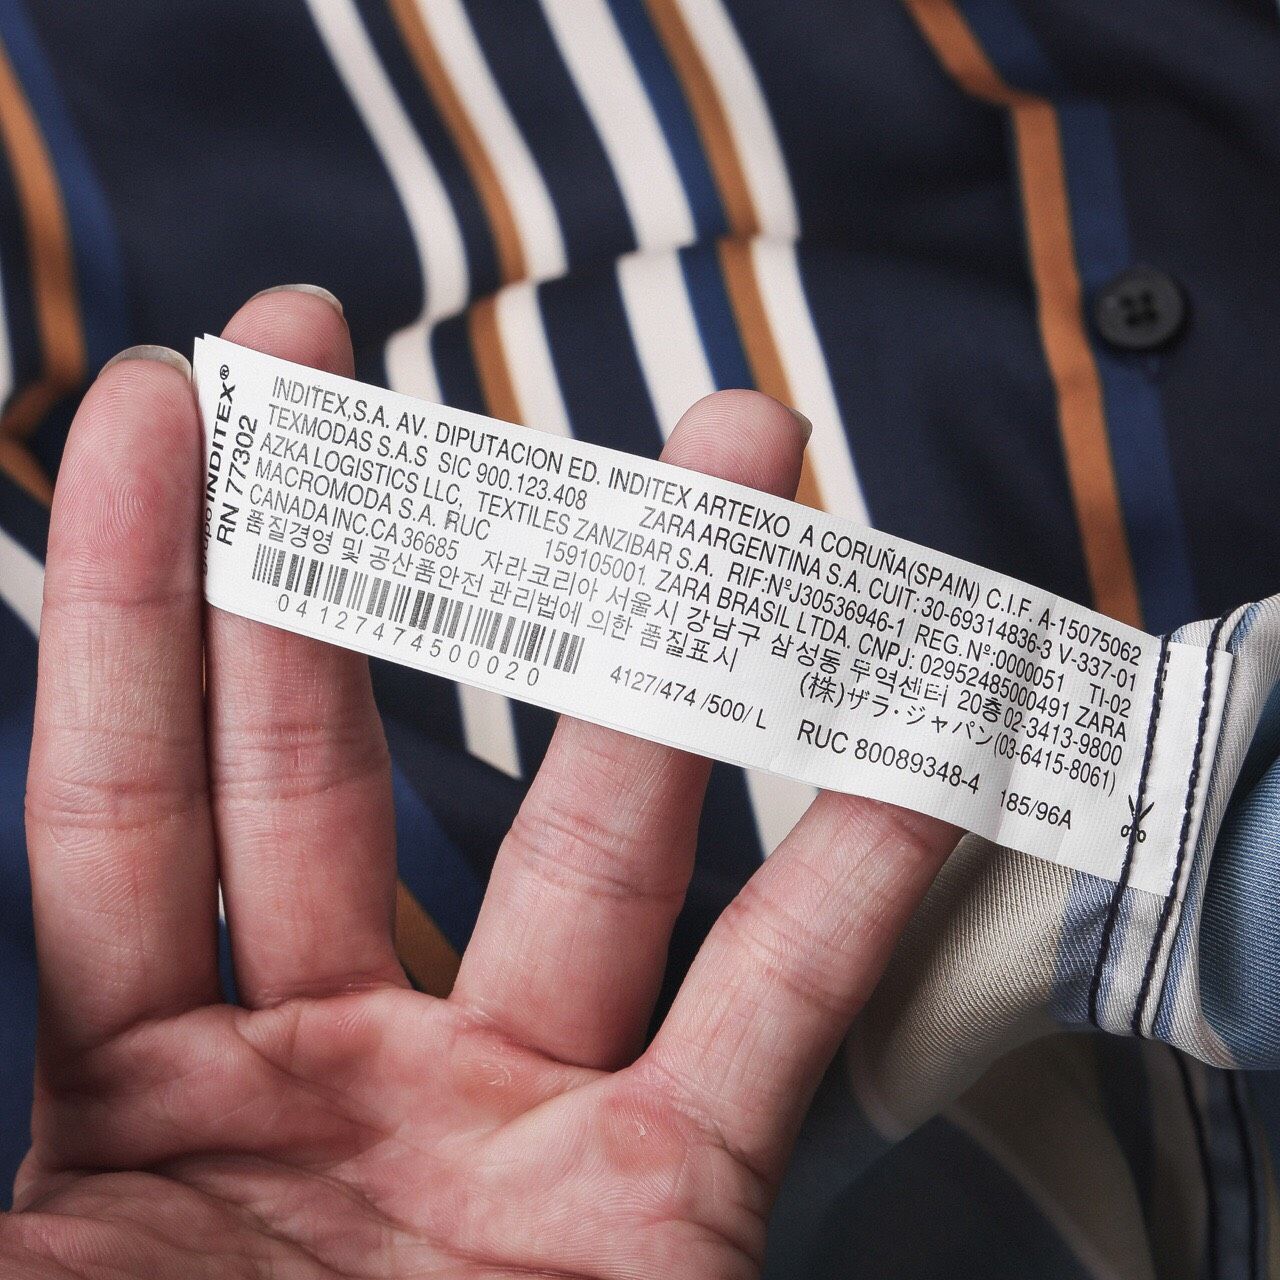 INDITEX®
RN 77302
INDITEX,S.A. AV. DIPUTACION ED. INDITEX ARTEIXO A CORUÑA(SPAIN) C.I.F. A-15075062
TEXMODAS S.A.S SIC 900.123.408 ZARA ARGENTINA S.A. CUIT: 30-69314836-3 V-337-01
AZKA LOGISTICS LLC, TEXTILES ZANZIBAR S.A. RIF:NºJ30536946-1 REG.Nº:0000051 TI-02
MACROMODA S.A. RUC 159105001. ZARA BRASIL LTDA. CNPJ: 02952485000491 ZARA
CANADA INC.CA 36685 자라코리아 서울시 강남구 삼성동 무역센터 20층 02-3413-9800
품질경영 및 공산품안전 관리법에 의한 품질표시 (株)ザラ・ジャパン(03-6415-8061)
04127474500020
4127/474 /500/ L RUC 80089348-4 185/96A